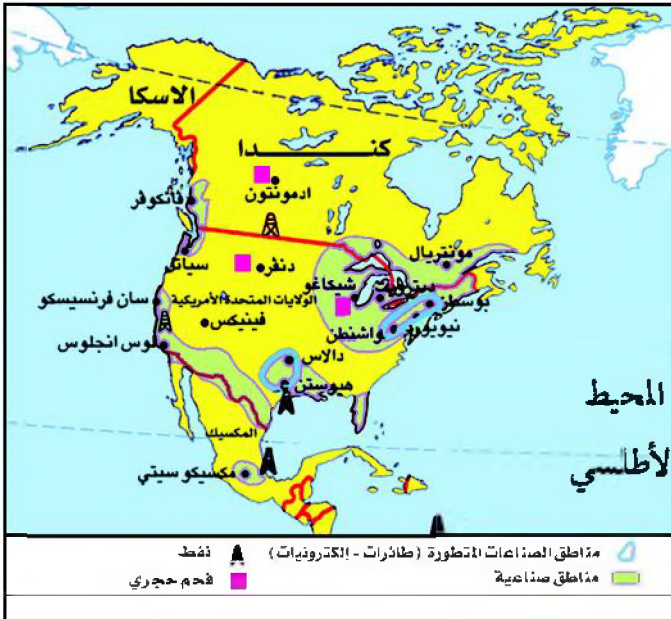 الاسكا
كنــــــدا
ادمونتون
فانكوفر
مونتريال
سياتل
دنفر
شيكاغو
ديترويت
بوسطن
سان فرنسيسكو
الولايات المتحدة الأمريكية
نيويورك
واشنطن
فينيكس
لوس انجلوس
دالاس
هيوستن
المحيط
الأطلسي
المكسيك
مكسيكو سيتي
مناطق الصناعات المتطورة (طائرات - إلكترونيات)
نفط
مناطق صناعية
فحم حجري